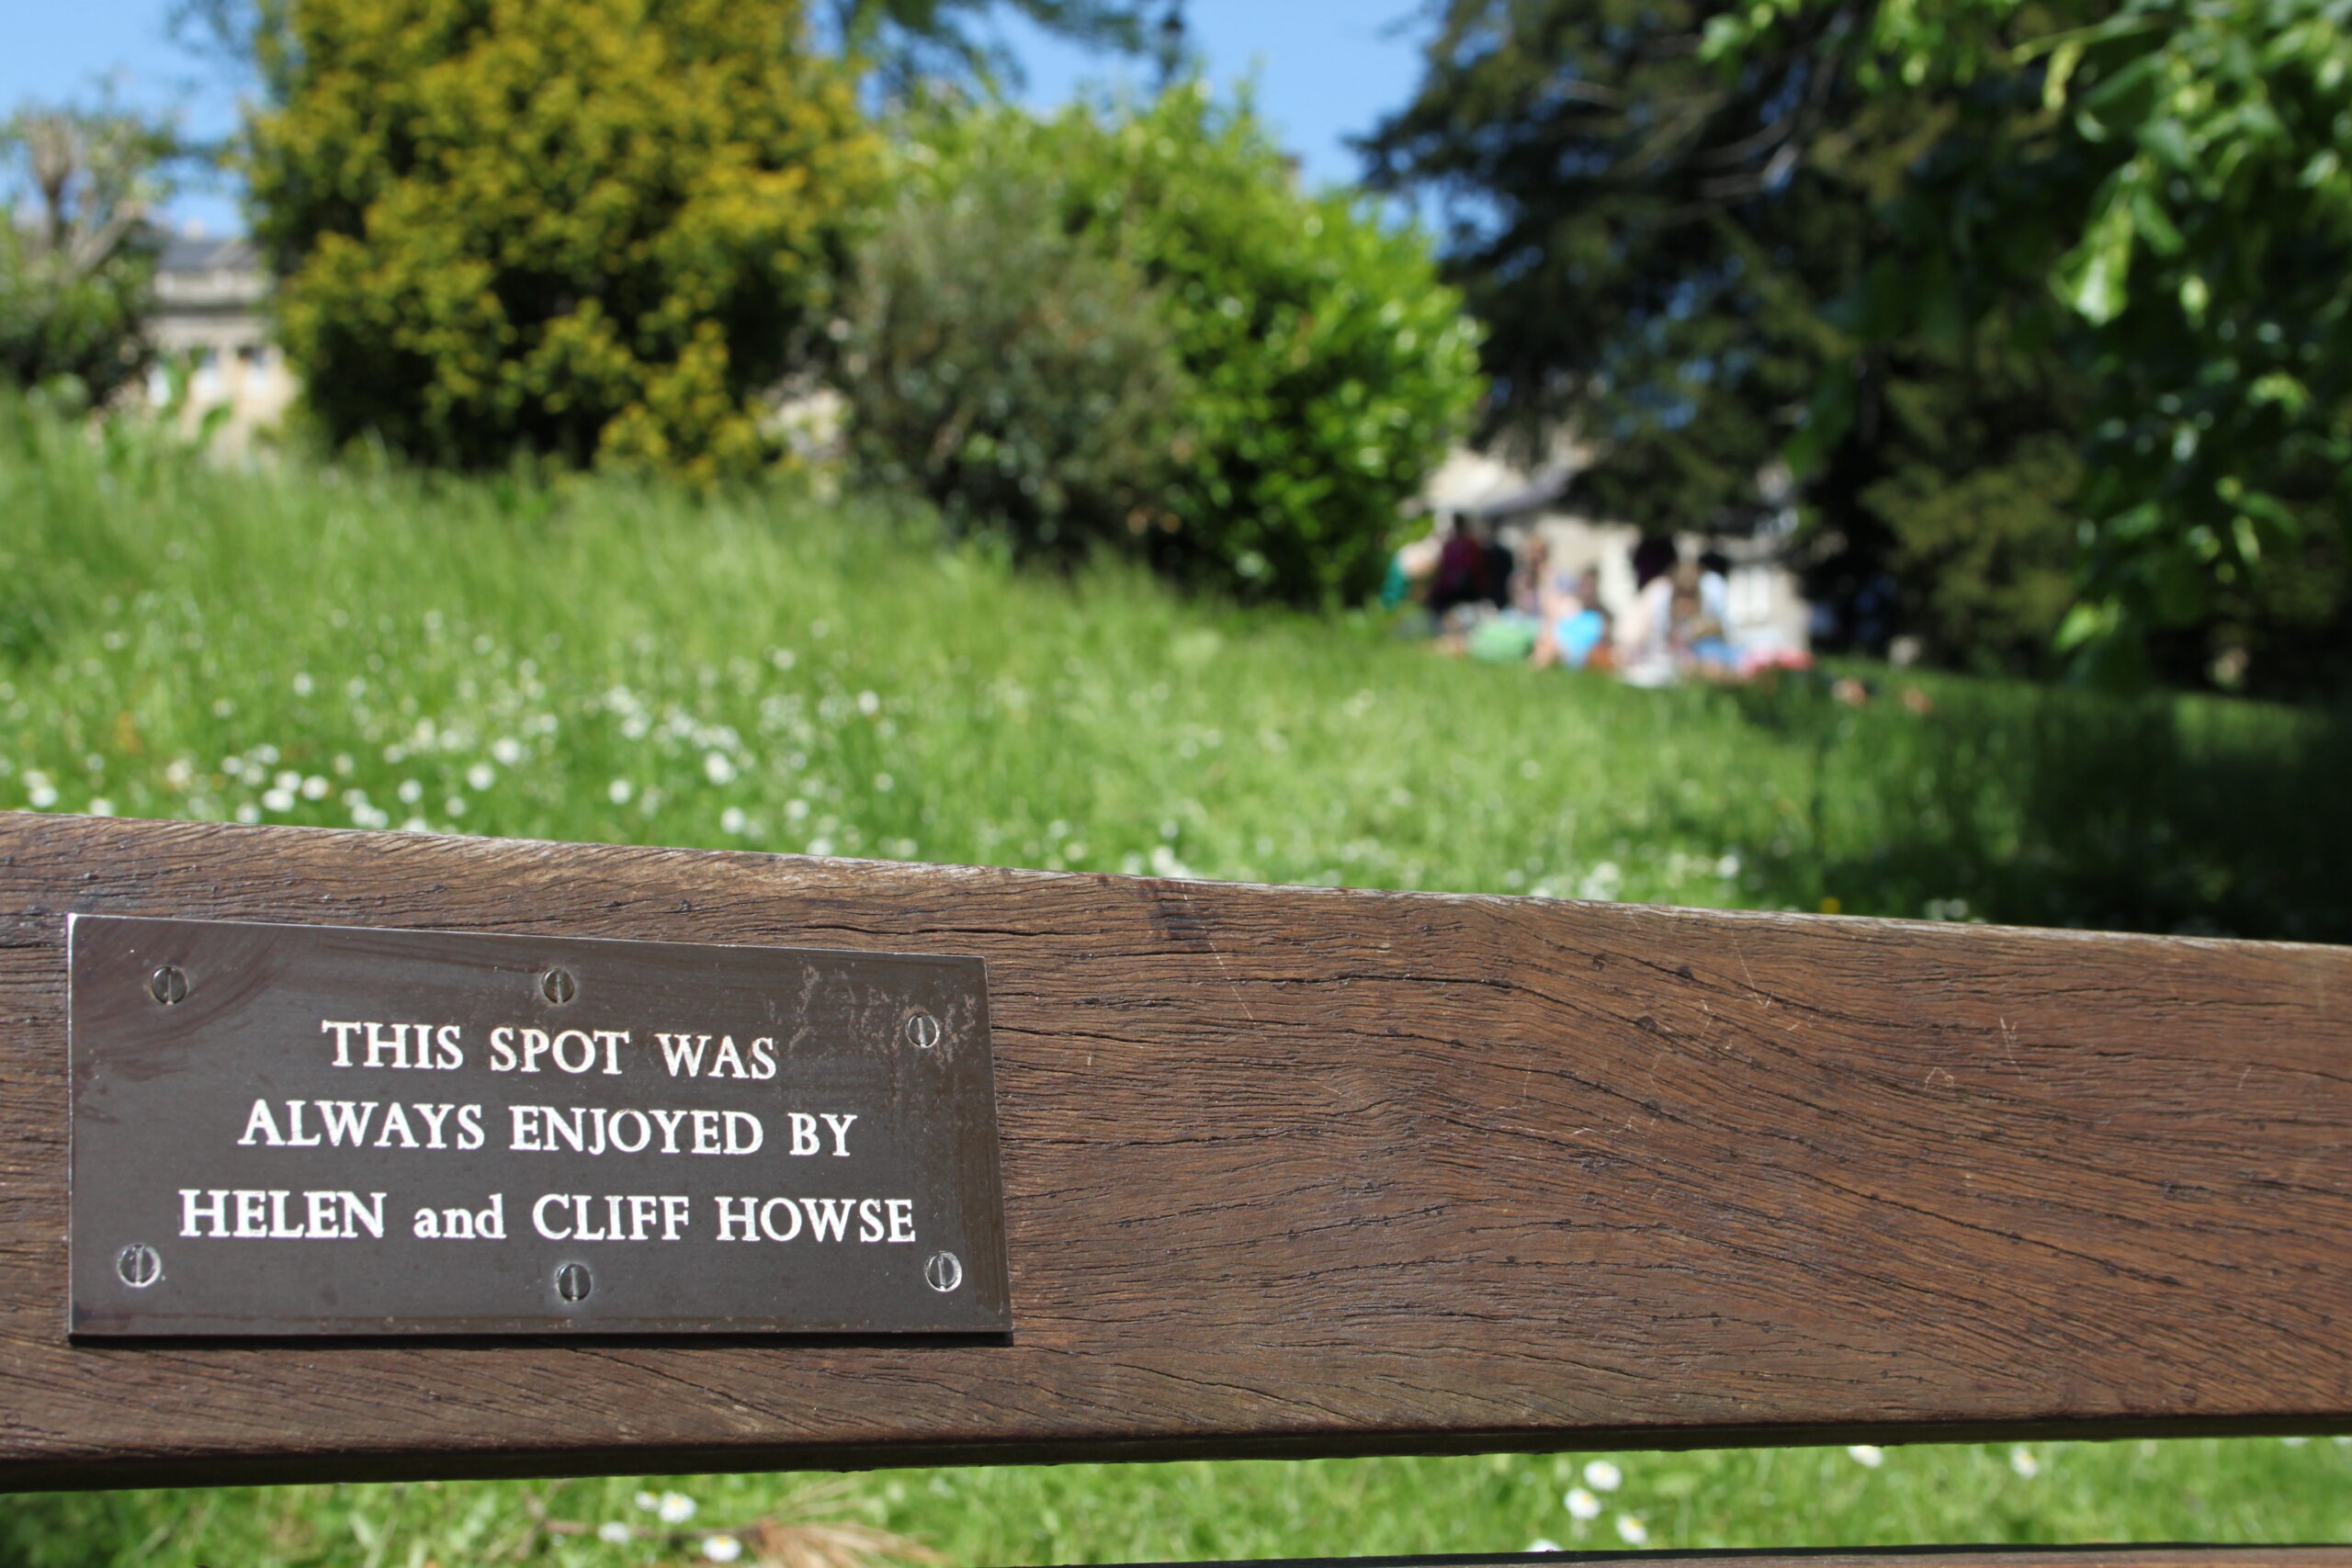 THIS SPOT WAS
ALWAYS ENJOYED BY
HELEN and CLIFF HOWSE